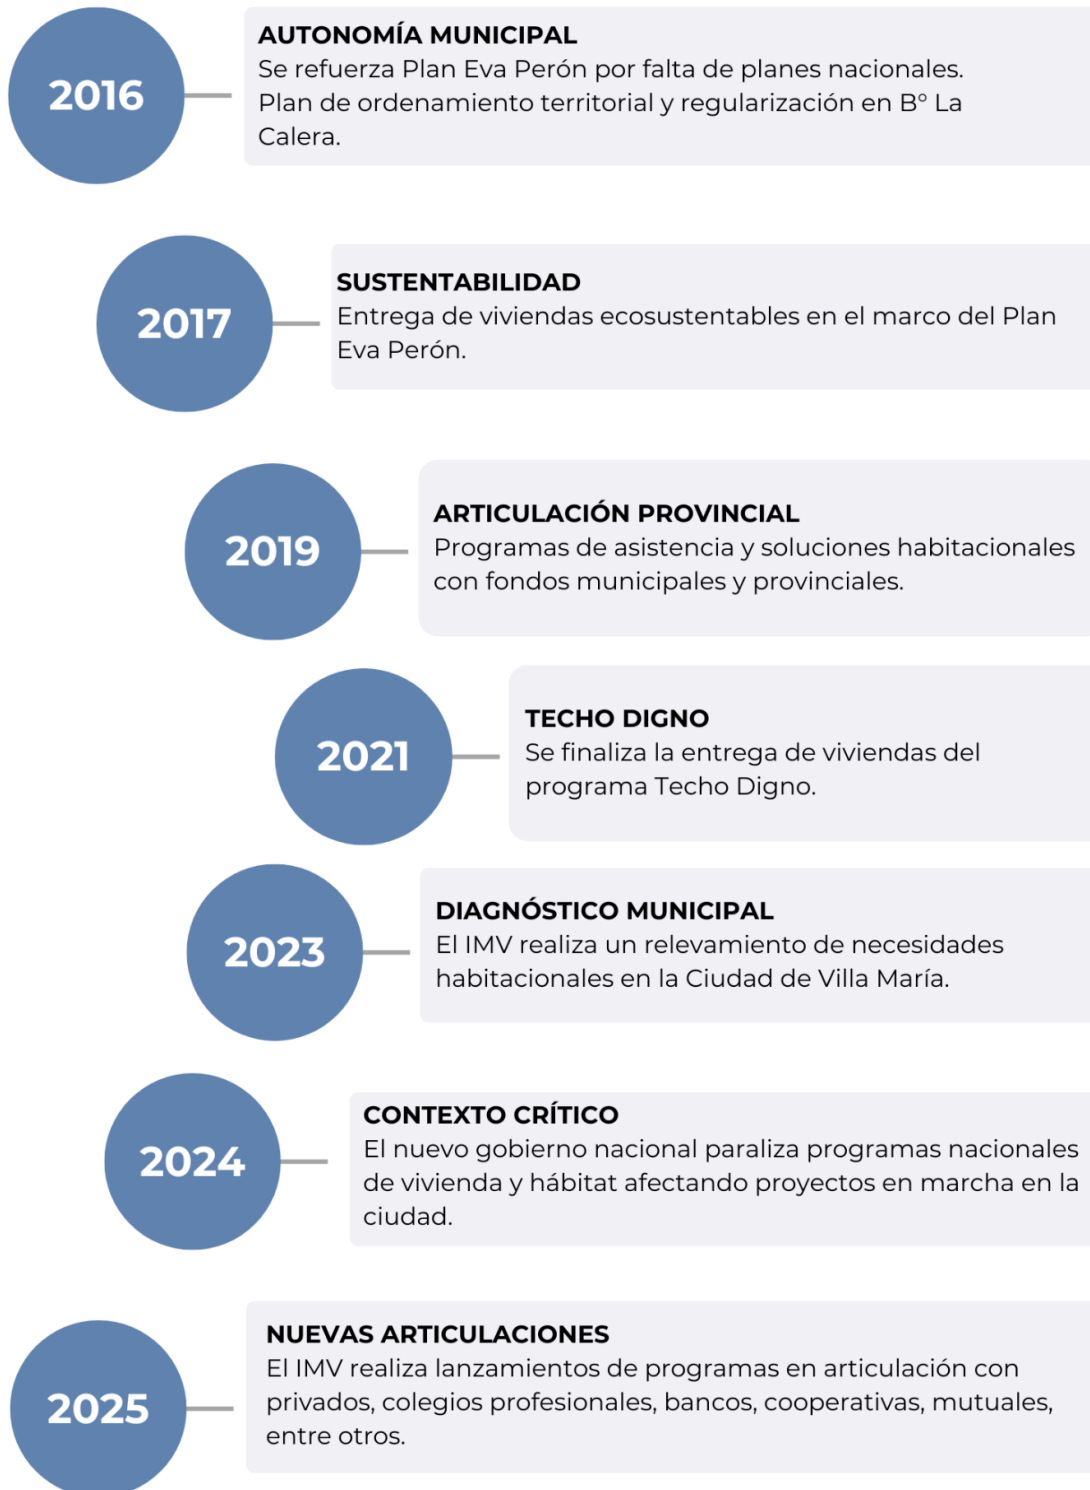 2016
AUTONOMÍA MUNICIPAL
Se refuerza Plan Eva Perón por falta de planes nacionales.
Plan de ordenamiento territorial y regularización en B° La
Calera.
2017
SUSTENTABILIDAD
Entrega de viviendas ecosustentables en el marco del Plan
Eva Perón.
2019
ARTICULACIÓN PROVINCIAL
Programas de asistencia y soluciones habitacionales
con fondos municipales y provinciales.
2021
TECHO DIGNO
Se finaliza la entrega de viviendas del
programa Techo Digno.
2023
DIAGNÓSTICO MUNICIPAL
El IMV realiza un relevamiento de necesidades
habitacionales en la Ciudad de Villa María.
2024
CONTEXTO CRÍTICO
El nuevo gobierno nacional paraliza programas nacionales
de vivienda y hábitat afectando proyectos en marcha en la
ciudad.
2025
NUEVAS ARTICULACIONES
El IMV realiza lanzamientos de programas en articulación con
privados, colegios profesionales, bancos, cooperativas, mutuales,
entre otros.